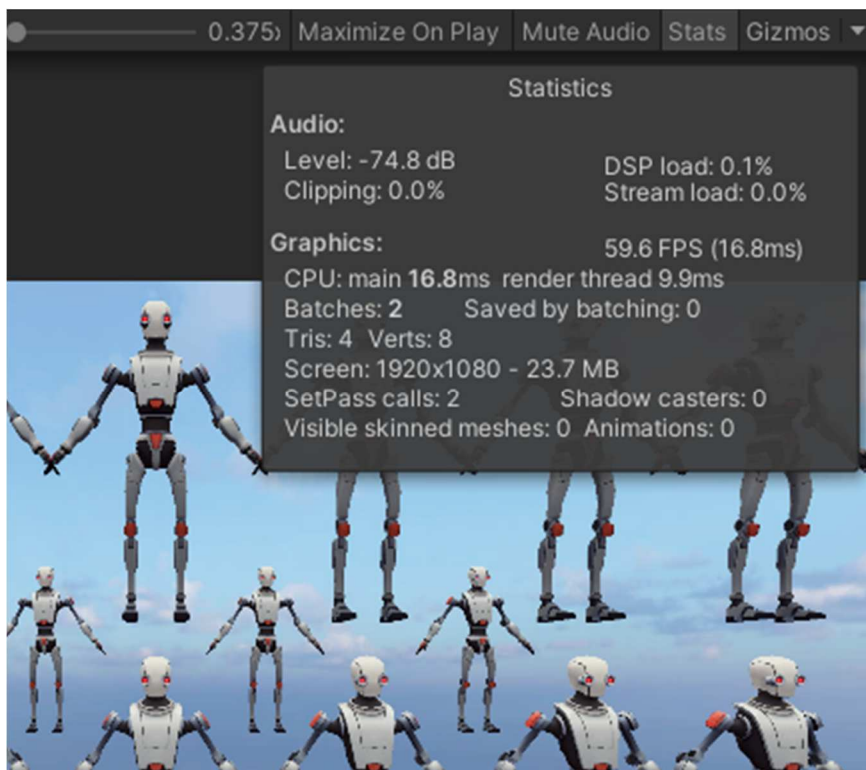 0.375x Maximize On Play Mute Audio Stats Gizmos
Statistics
Audio:
Level: -74.8 dB DSP load: 0.1%
Clipping: 0.0% Stream load: 0.0%
Graphics: 59.6 FPS (16.8ms)
CPU: main 16.8ms render thread 9.9ms
Batches: 2 Saved by batching: 0
Tris: 4 Verts: 8
Screen: 1920x1080 - 23.7 MB
SetPass calls: 2 Shadow casters: 0
Visible skinned meshes: 0 Animations: 0